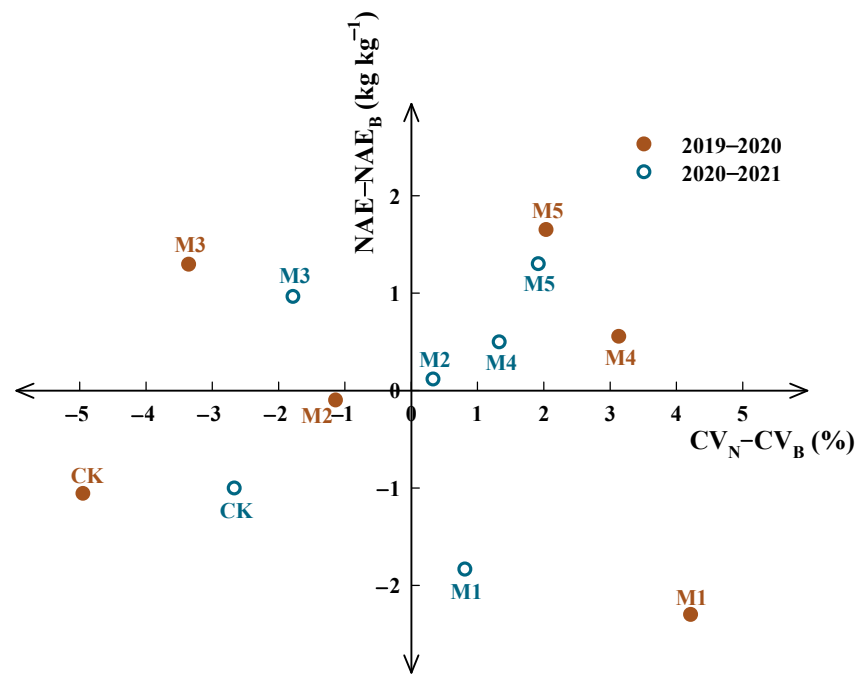 NAE−NAE_B (kg kg⁻¹)
2019−2020
2020−2021
2
M5
M3
M3
M5
1
M2
M4
M4
0
−5 −4 −3 −2 −1 0 1 2 3 4 5
M2
CV_N−CV_B (%)
CK
−1
CK
−2
M1
M1